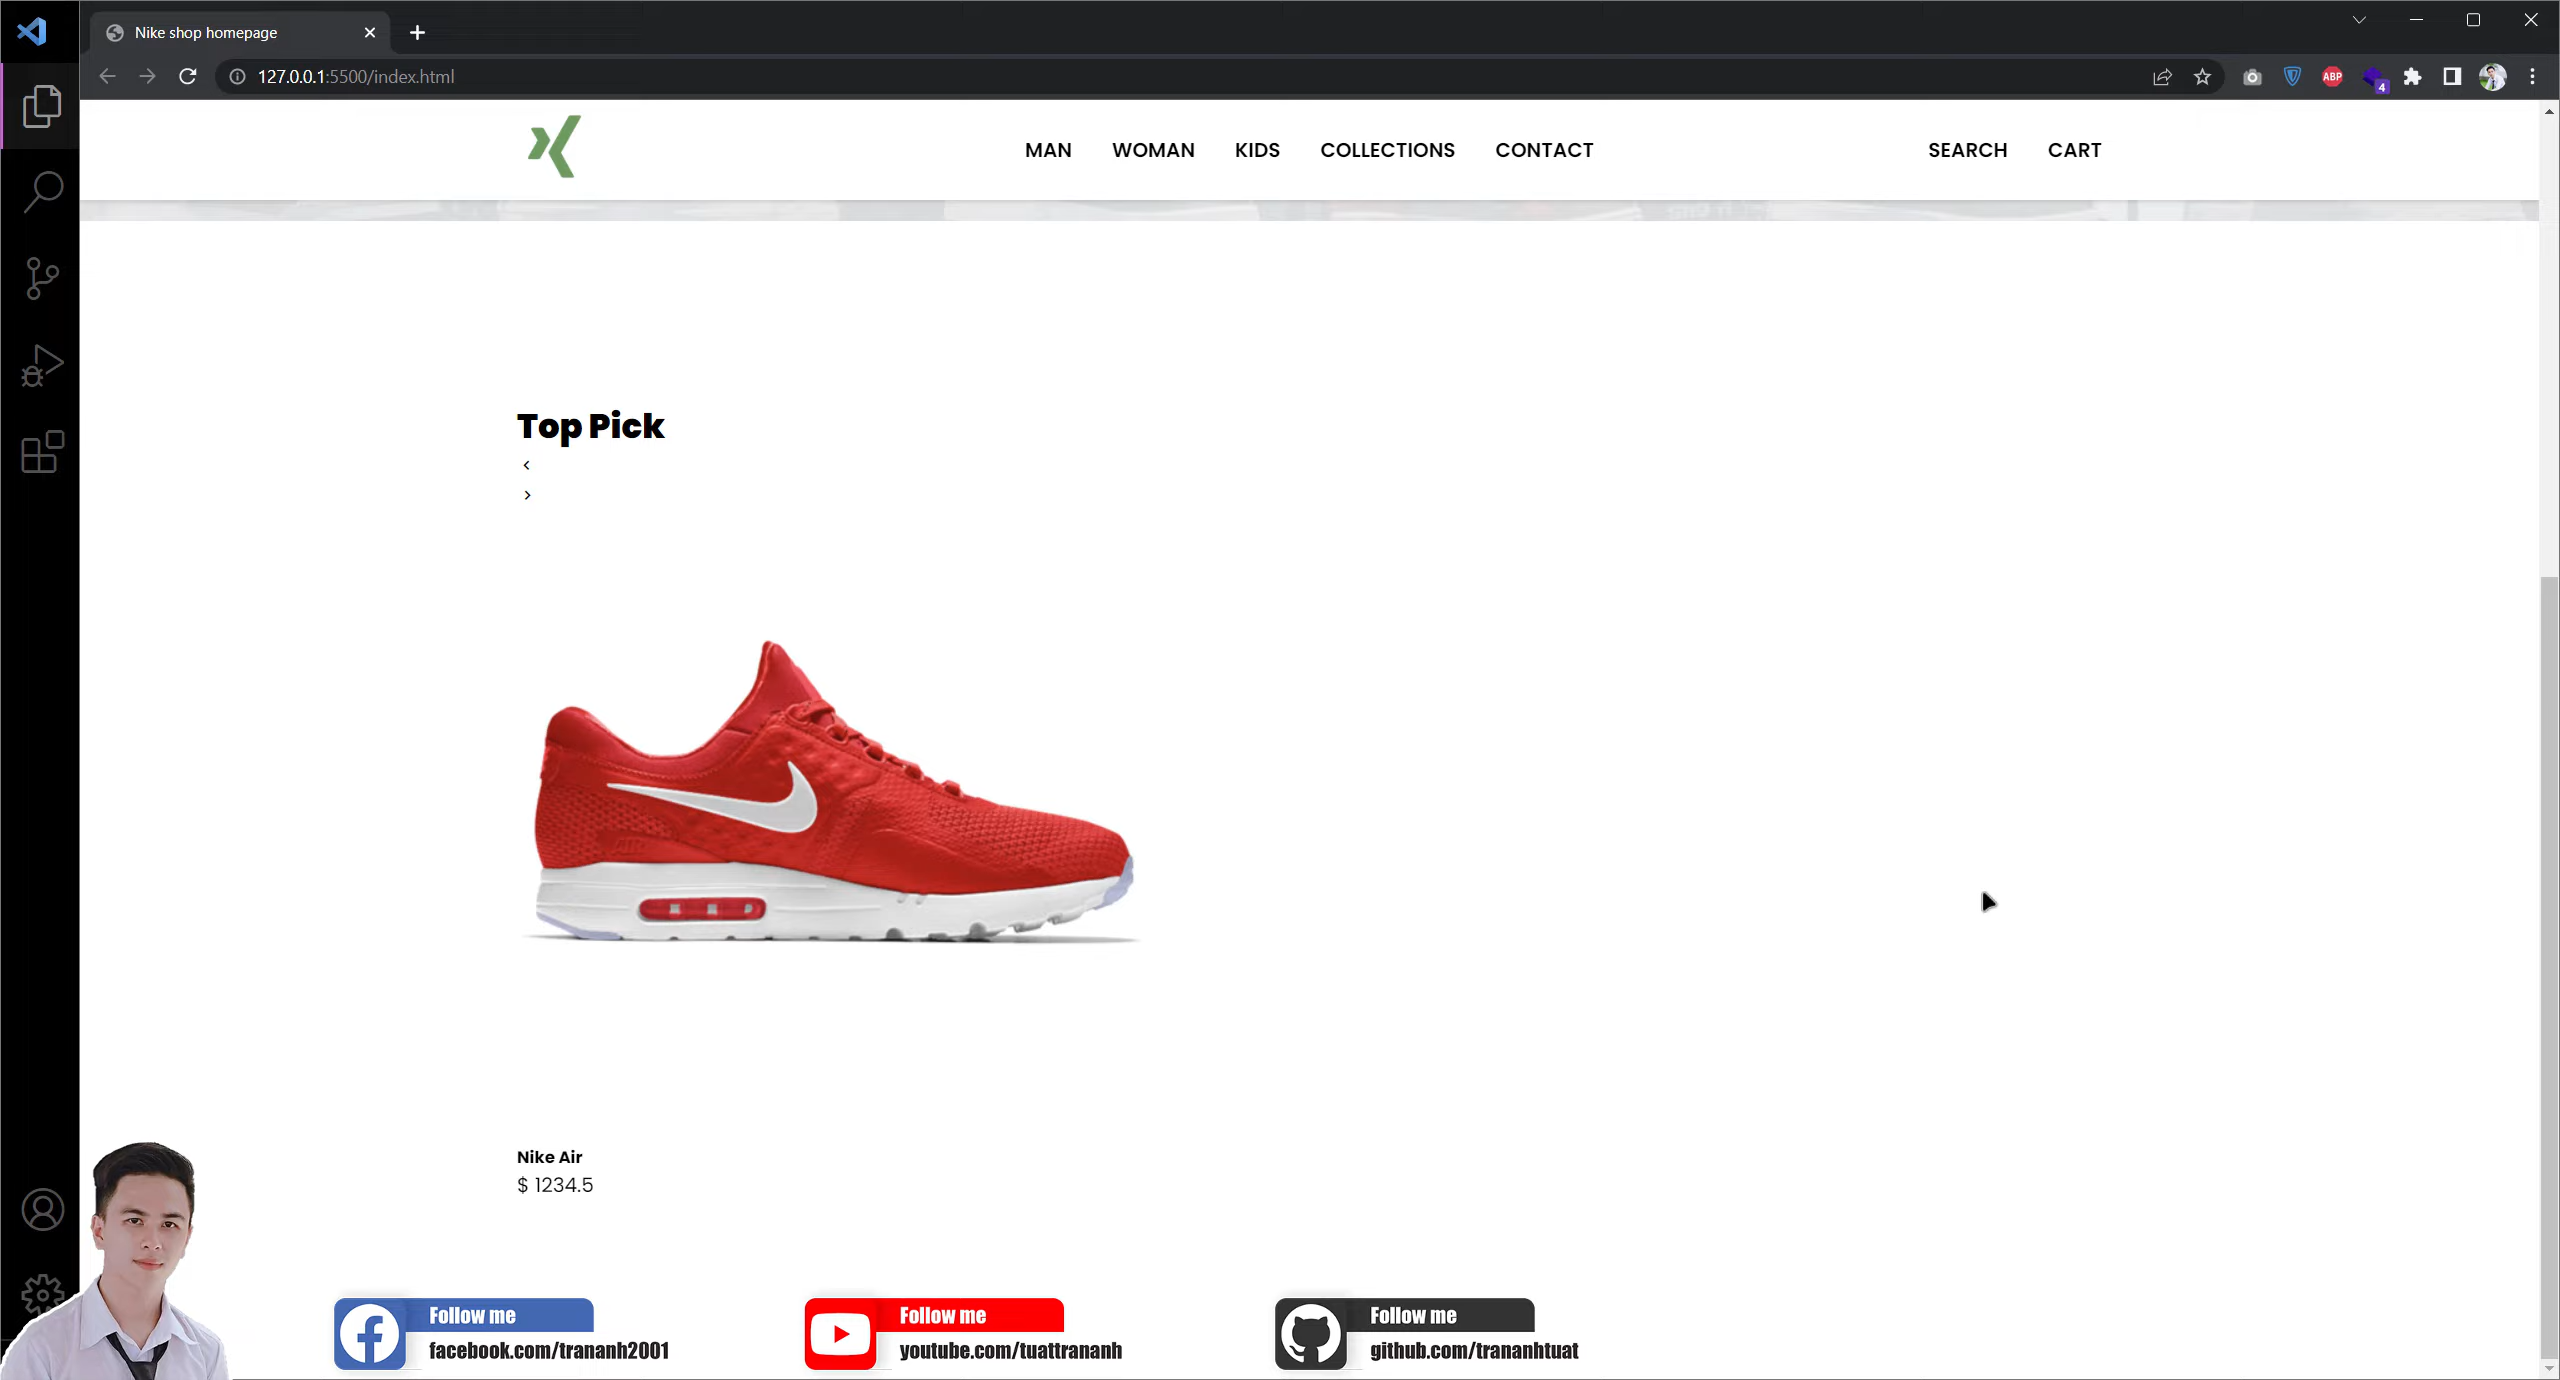 Nike shop homepage
127.0.0.1:5500/index.html
ABP
4
MAN WOMAN KIDS COLLECTIONS CONTACT SEARCH CART
Top Pick
<
>
Nike Air
$ 1234.5
Follow me
facebook.com/trananh2001
Follow me
youtube.com/tuattrananh
Follow me
github.com/trananhtuat